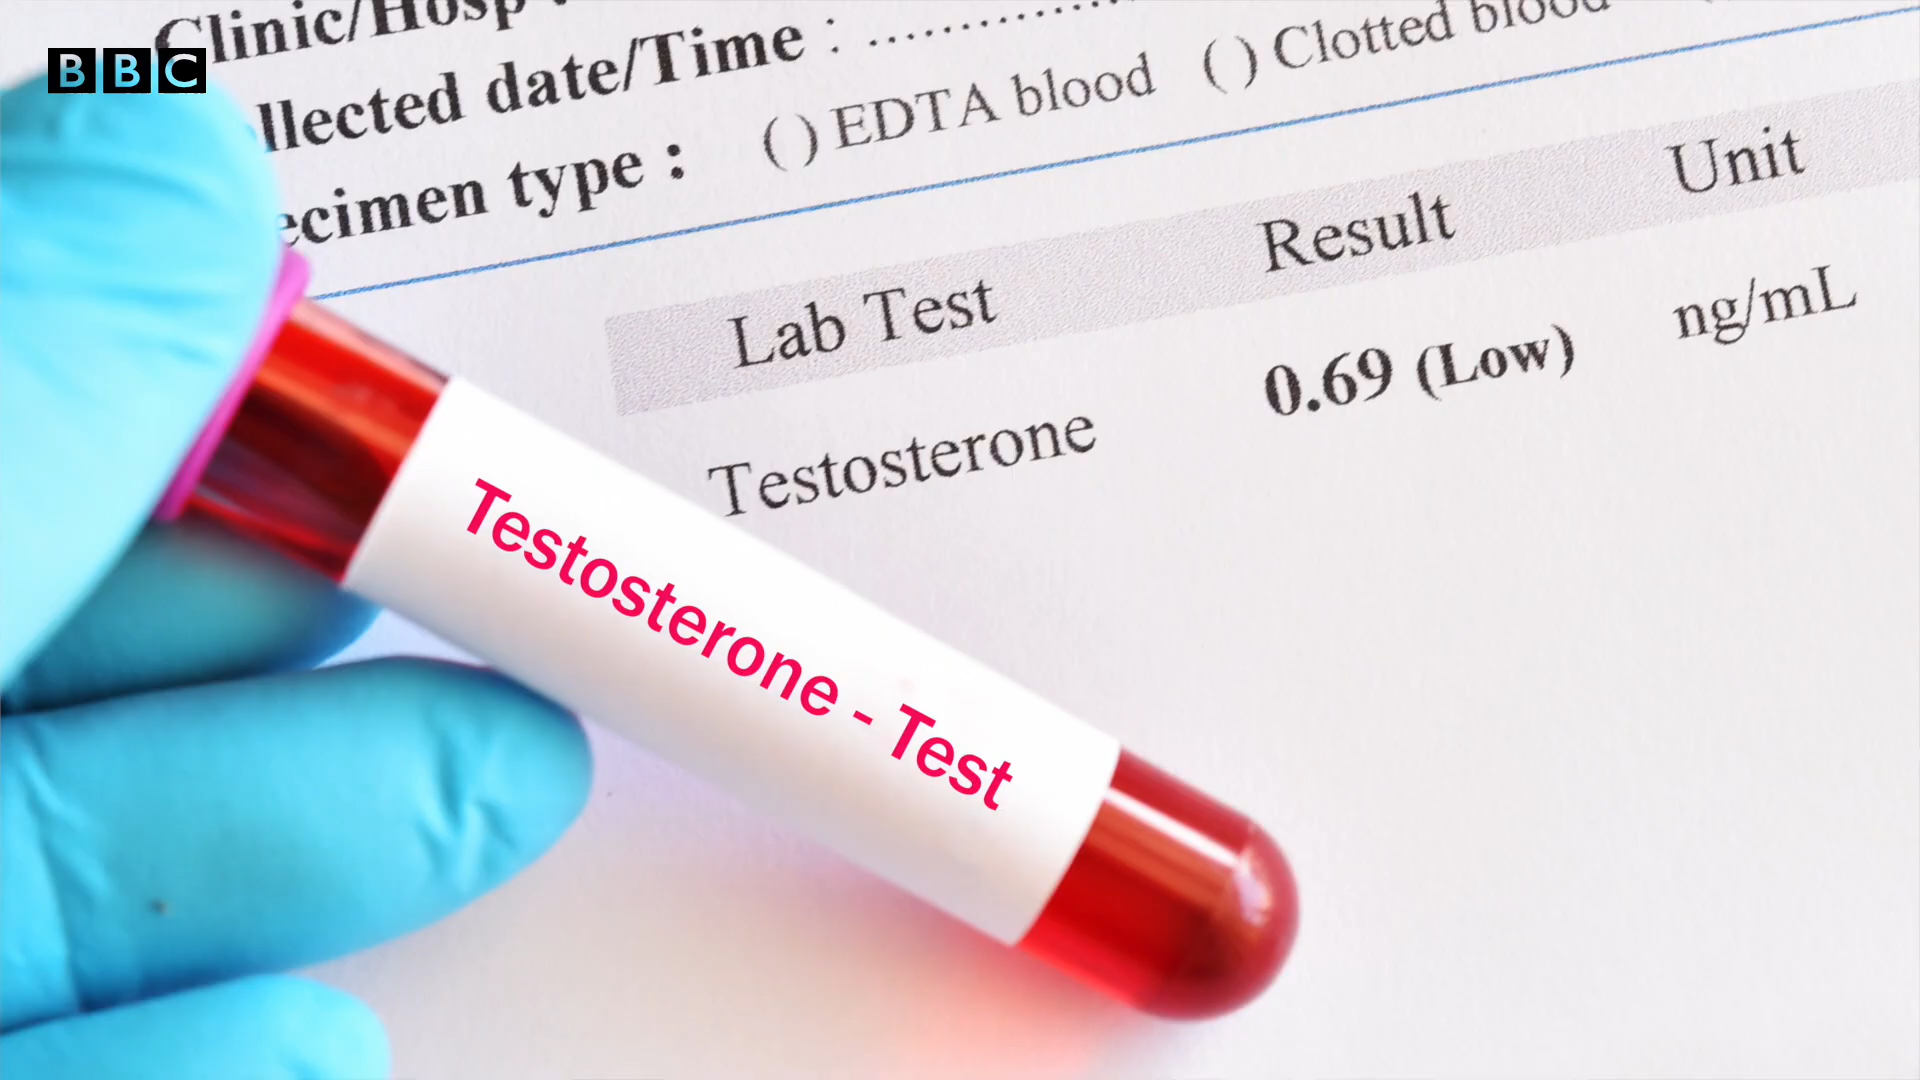 BBC
Clinic/Hosp
llected date/Time : ........................
ecimen type : ( ) EDTA blood ( ) Clotted blood
Lab Test Result Unit
Testosterone 0.69 (Low) ng/mL
Testosterone - Test